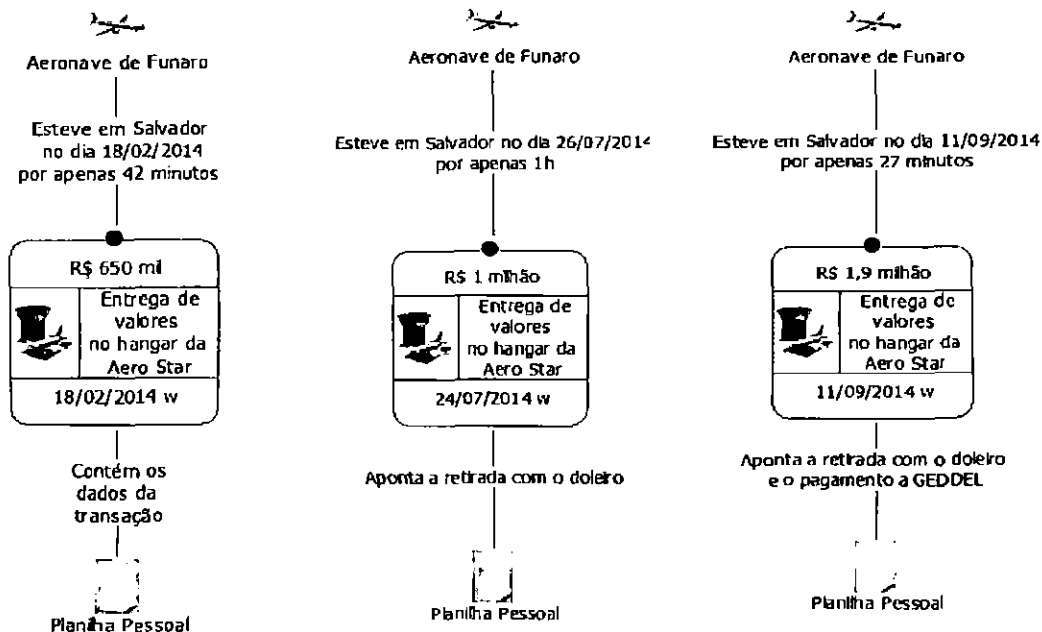 Aeronave de Funaro
Esteve em Salvador
no dia 18/02/2014
por apenas 42 minutos
R$ 650 mil
Entrega de
valores
no hangar da
Aero Star
18/02/2014 w
Contém os
dados da
transação
Planilha Pessoal
Aeronave de Funaro
Esteve em Salvador no dia 26/07/2014
por apenas 1h
R$ 1 milhão
Entrega de
valores
no hangar da
Aero Star
24/07/2014 w
Aponta a retirada com o doleiro
Planilha Pessoal
Aeronave de Funaro
Esteve em Salvador no dia 11/09/2014
por apenas 27 minutos
R$ 1,9 milhão
Entrega de
valores
no hangar da
Aero Star
11/09/2014 w
Aponta a retirada com o doleiro
e o pagamento a GEDDEL
Planilha Pessoal